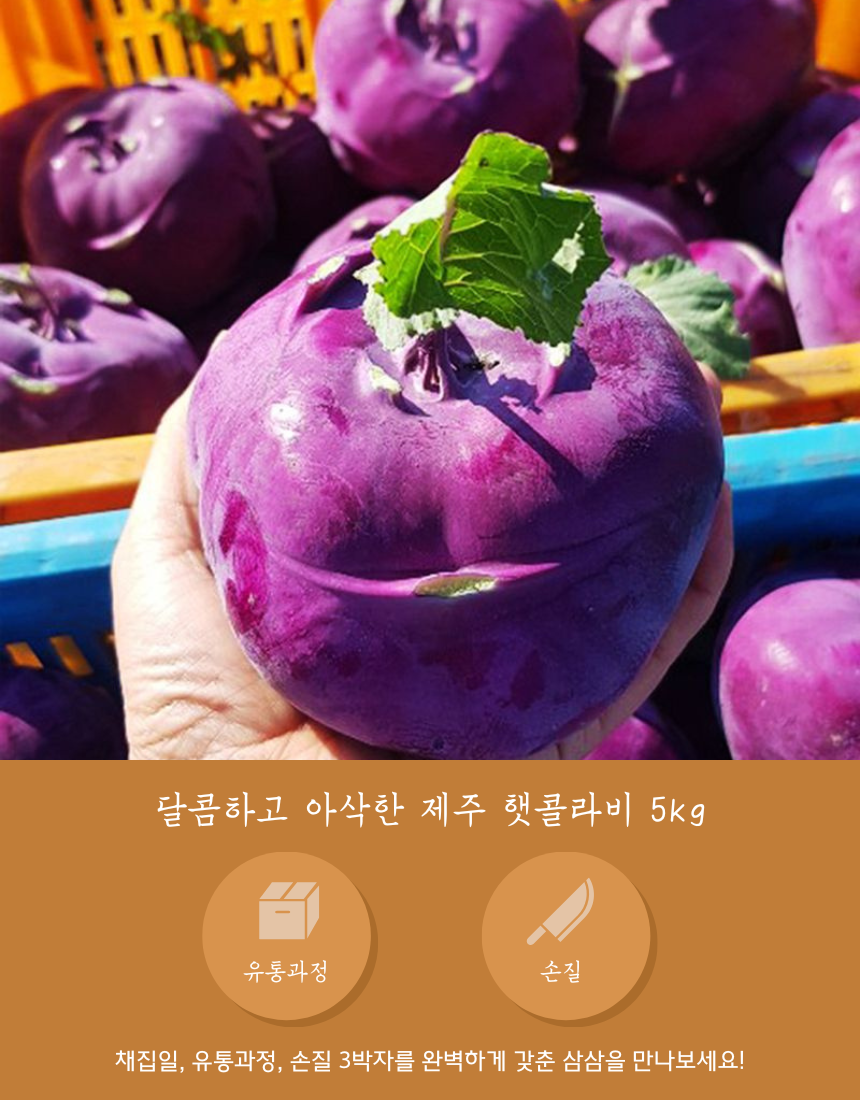 달콤하고 아삭한 제주 햇콜라비 5kg
유통과정
손질
채집일, 유통과정, 손질 3박자를 완벽하게 갖춘 삼삼을 만나보세요!